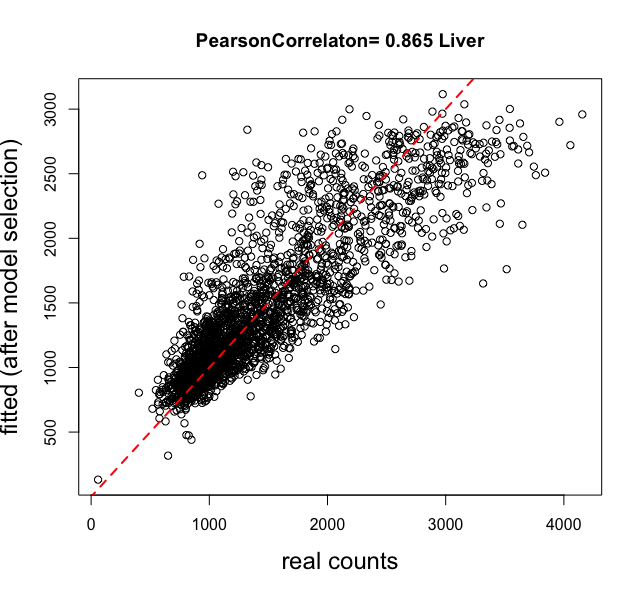 PearsonCorrelaton= 0.865 Liver
fitted (after model selection)
3000
2500
2000
1500
1000
500
0 1000 2000 3000 4000
real counts